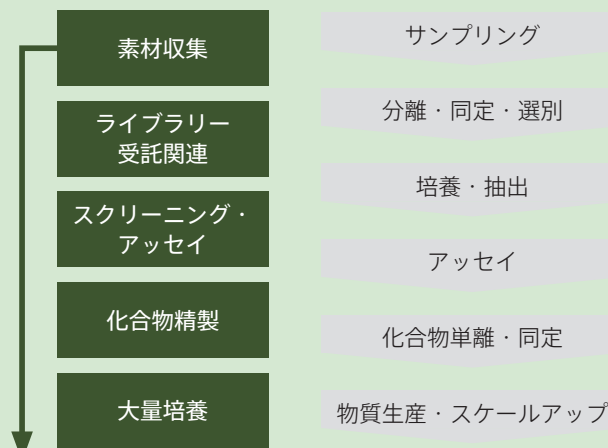 素材収集
ライブラリー
受託関連
スクリーニング・
アッセイ
化合物精製
大量培養
サンプリング
分離・同定・選別
培養・抽出
アッセイ
化合物単離・同定
物質生産・スケールアップ